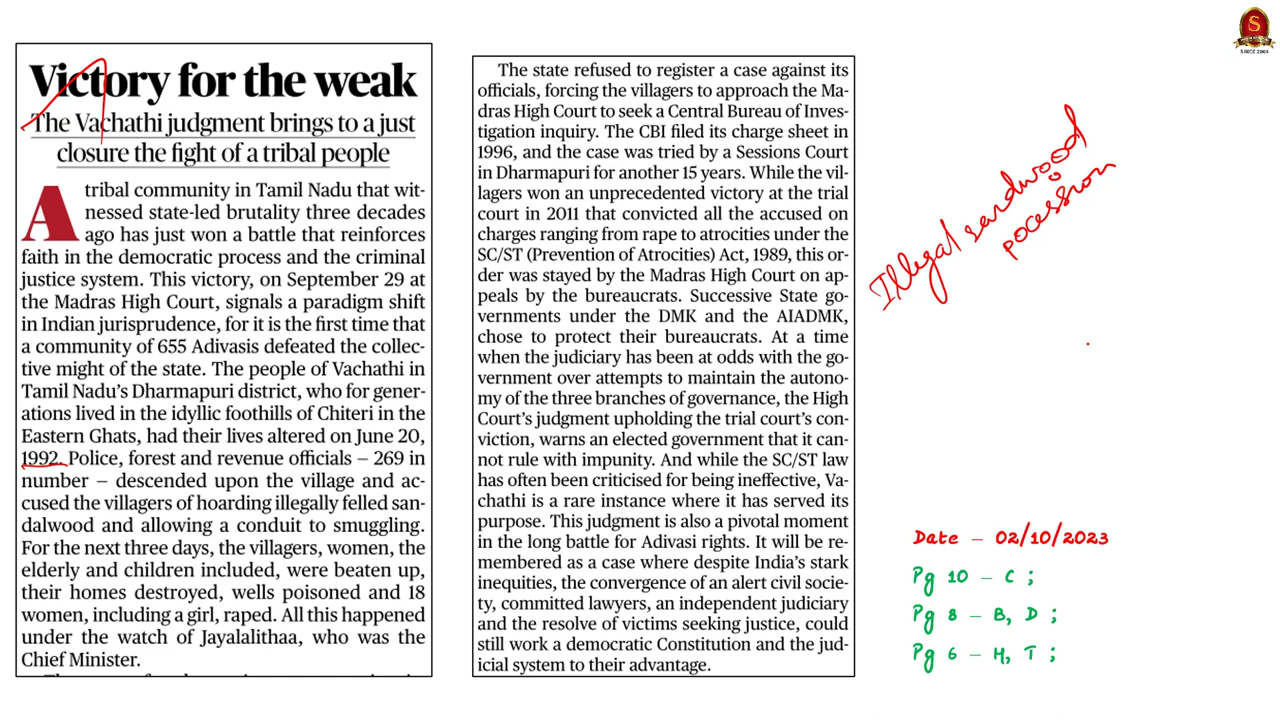 Victory for the weak
The Vachathi judgment brings to a just
closure the fight of a tribal people
A tribal community in Tamil Nadu that wit-
nessed state-led brutality three decades
ago has just won a battle that reinforces
faith in the democratic process and the criminal
justice system. This victory, on September 29 at
the Madras High Court, signals a paradigm shift
in Indian jurisprudence, for it is the first time that
a community of 655 Adivasis defeated the collec-
tive might of the state. The people of Vachathi in
Tamil Nadu's Dharmapuri district, who for gener-
ations lived in the idyllic foothills of Chiteri in the
Eastern Ghats, had their lives altered on June 20,
1992. Police, forest and revenue officials – 269 in
number – descended upon the village and ac-
cused the villagers of hoarding illegally felled san-
dalwood and allowing a conduit to smuggling.
For the next three days, the villagers, women, the
elderly and children included, were beaten up,
their homes destroyed, wells poisoned and 18
women, including a girl, raped. All this happened
under the watch of Jayalalithaa, who was the
Chief Minister.
The state refused to register a case against its
officials, forcing the villagers to approach the Ma-
dras High Court to seek a Central Bureau of Inves-
tigation inquiry. The CBI filed its charge sheet in
1996, and the case was tried by a Sessions Court
in Dharmapuri for another 15 years. While the vil-
lagers won an unprecedented victory at the trial
court in 2011 that convicted all the accused on
charges ranging from rape to atrocities under the
SC/ST (Prevention of Atrocities) Act, 1989, this or-
der was stayed by the Madras High Court on ap-
peals by the bureaucrats. Successive State go-
vernments under the DMK and the AIADMK,
chose to protect their bureaucrats. At a time
when the judiciary has been at odds with the go-
vernment over attempts to maintain the autono-
my of the three branches of governance, the High
Court's judgment upholding the trial court's con-
viction, warns an elected government that it can-
not rule with impunity. And while the SC/ST law
has often been criticised for being ineffective, Va-
chathi is a rare instance where it has served its
purpose. This judgment is also a pivotal moment
in the long battle for Adivasi rights. It will be re-
membered as a case where despite India's stark
inequities, the convergence of an alert civil socie-
ty, committed lawyers, an independent judiciary
and the resolve of victims seeking justice, could
still work a democratic Constitution and the jud-
icial system to their advantage.
Illegal sandwood
pocession
Date – 02/10/2023
Pg 10 – C ;
Pg 8 – B, D ;
Pg 6 – H, T ;
S
SINCE 2004